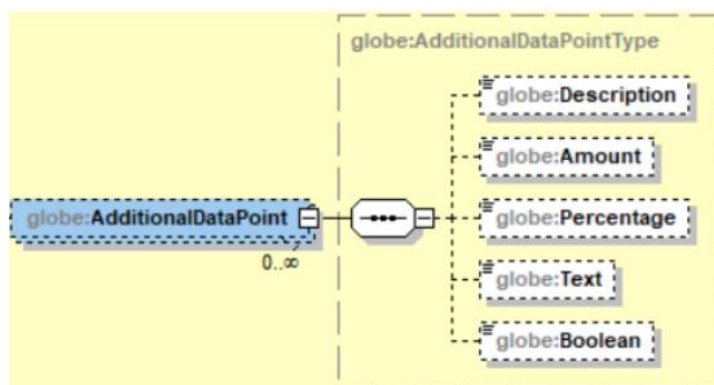 globe:AdditionalDataPointType
globe:Description
globe:Amount
globe:AdditionalDataPoint
globe:Percentage
0..∞
globe:Text
globe:Boolean